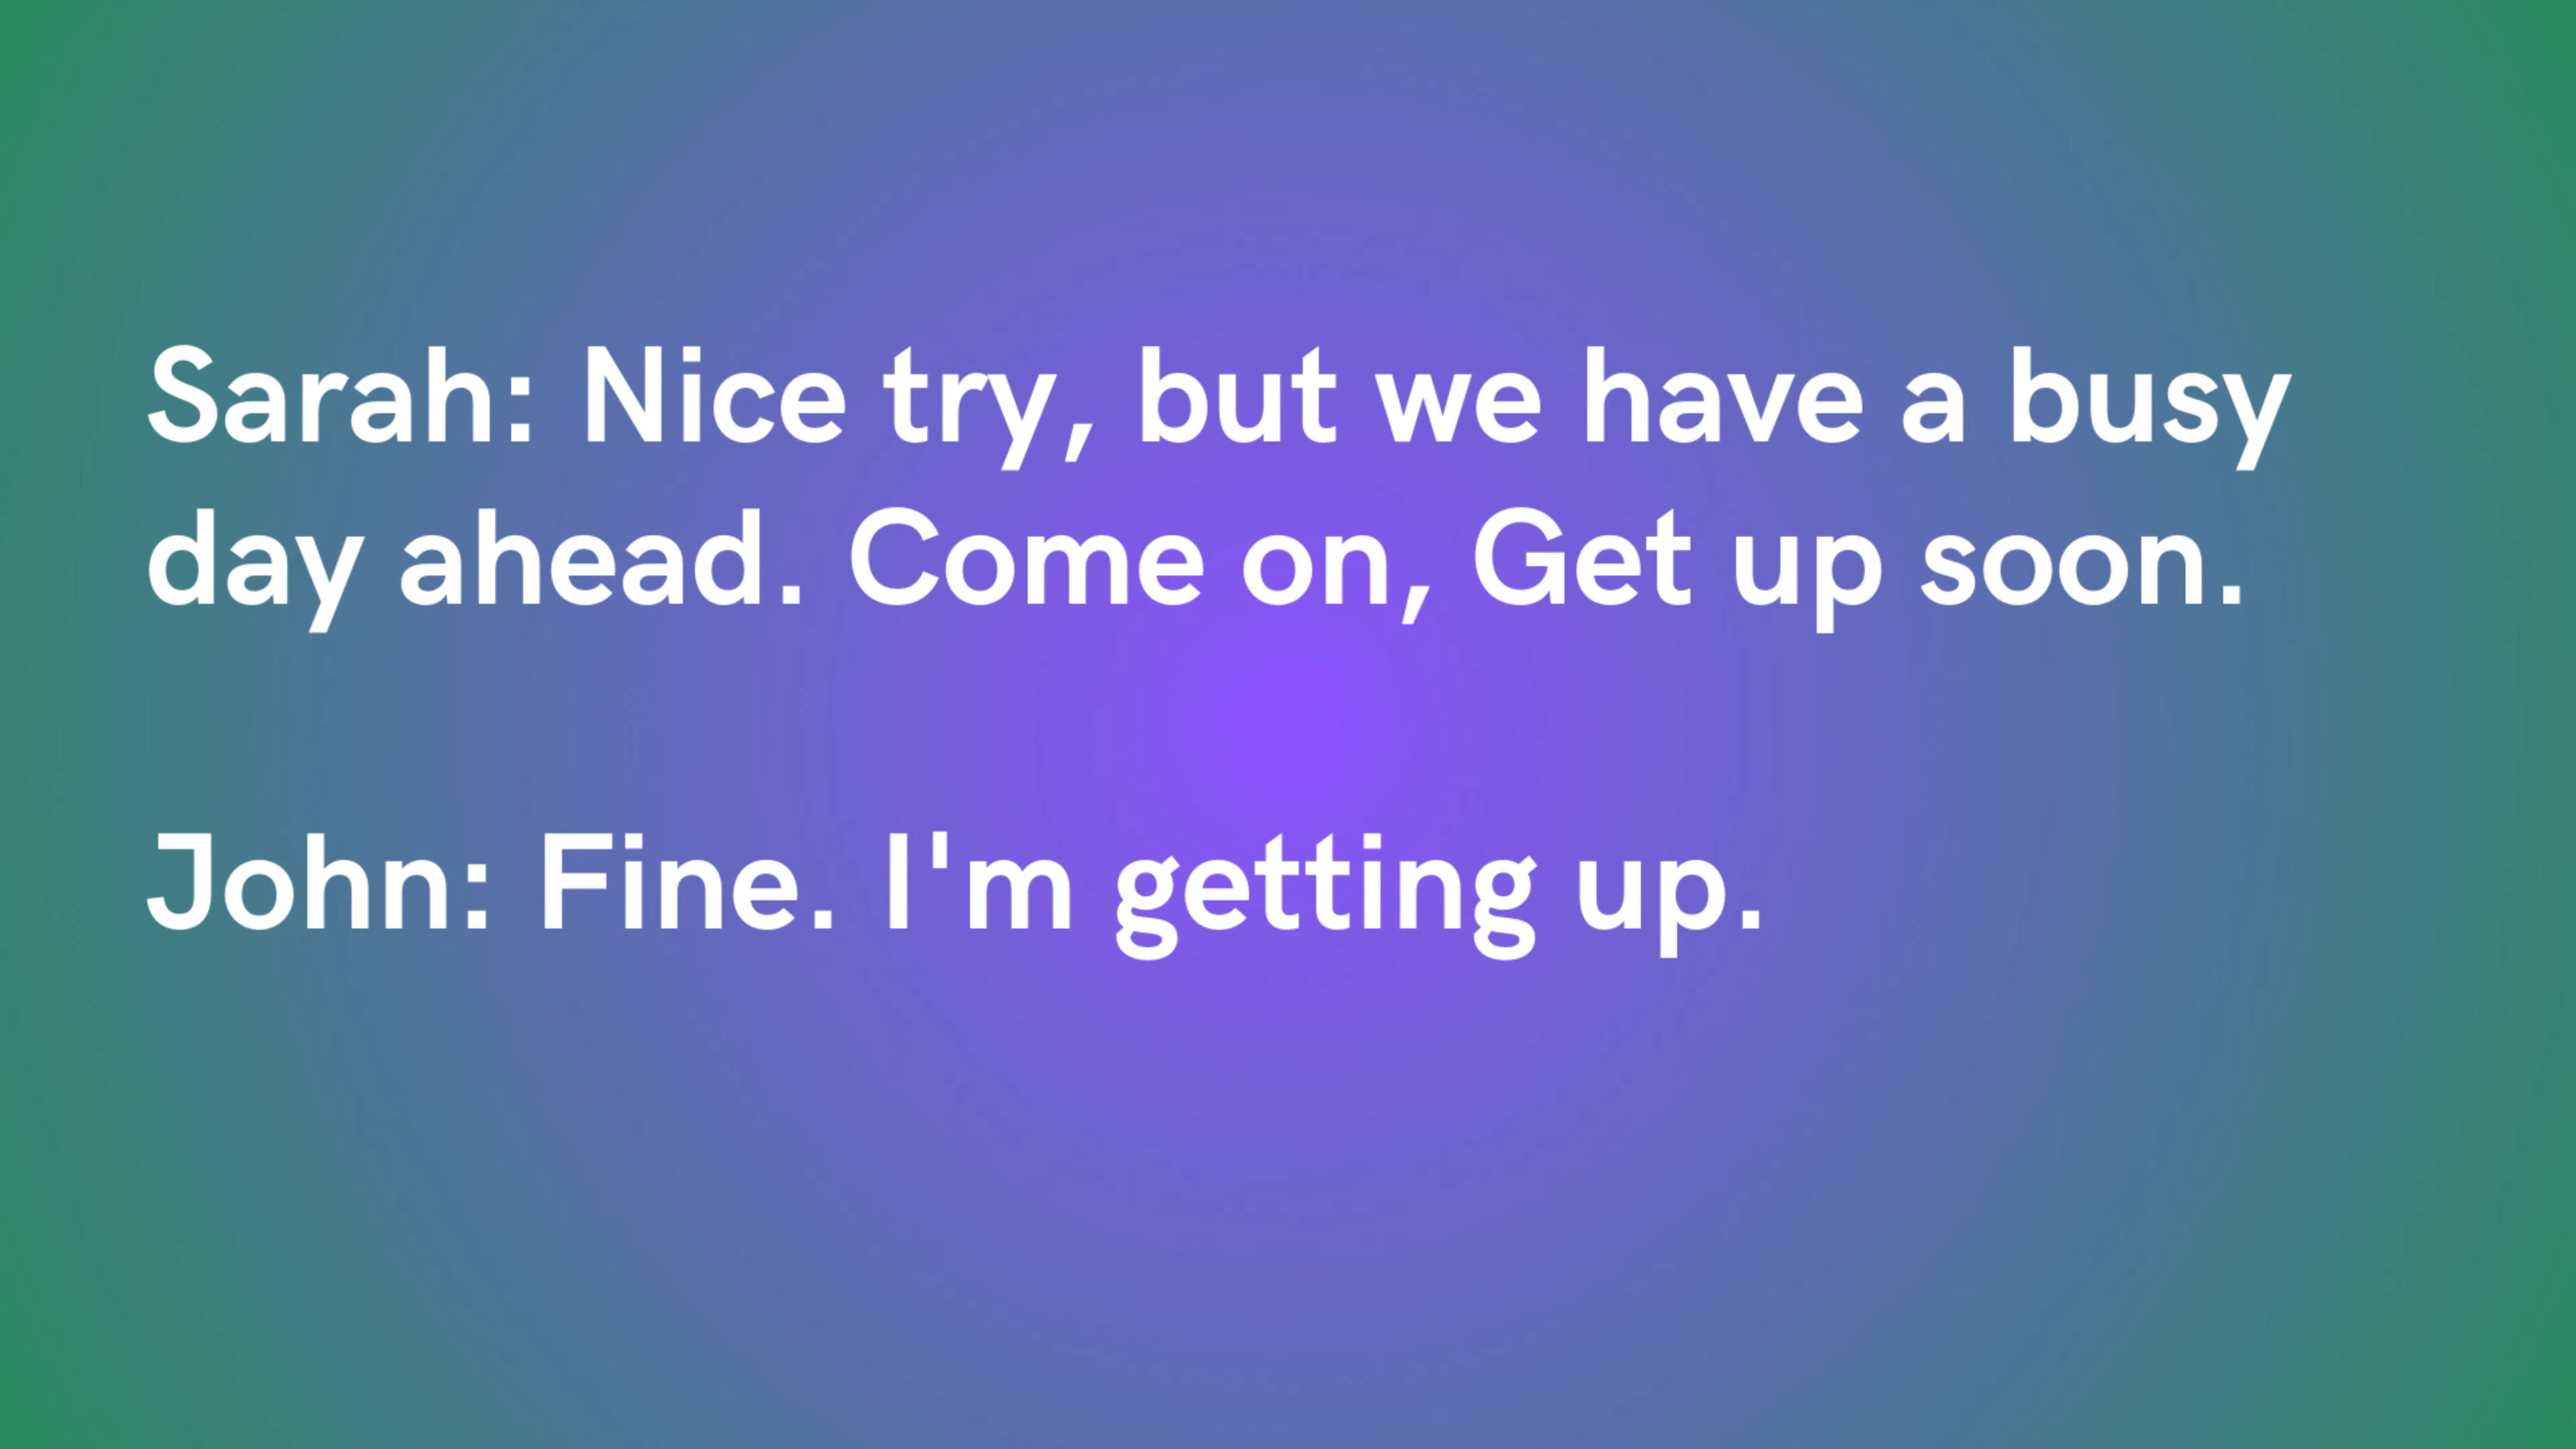 Sarah: Nice try, but we have a busy
day ahead. Come on, Get up soon.
John: Fine. I'm getting up.